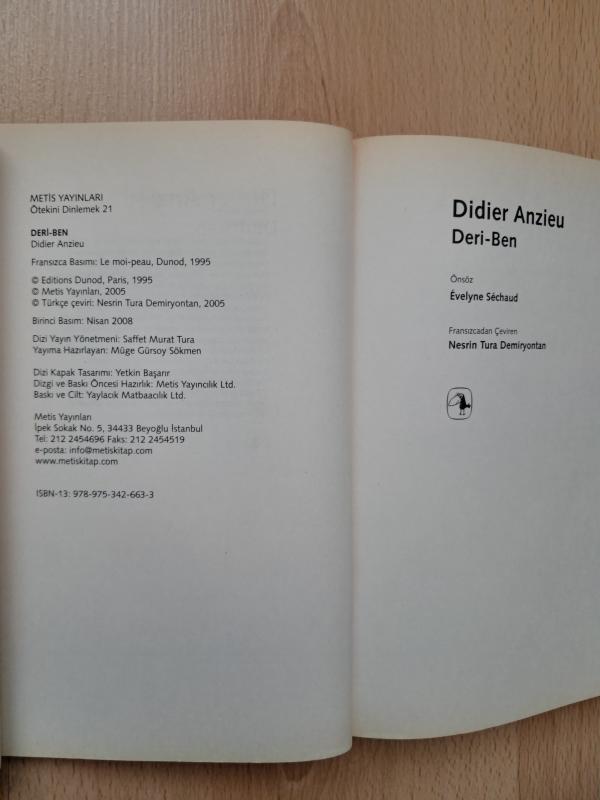 METİS YAYINLARI
Ötekini Dinlemek 21
DERİ-BEN
Didier Anzieu
Fransızca Basımı: Le moi-peau, Dunod, 1995
© Editions Dunod, Paris, 1995
© Metis Yayınları, 2005
© Türkçe çeviri: Nesrin Tura Demiryontan, 2005
Birinci Basım: Nisan 2008
Dizi Yayın Yönetmeni: Saffet Murat Tura
Yayıma Hazırlayan: Müge Gürsoy Sökmen
Dizi Kapak Tasarımı: Yetkin Başarır
Dizgi ve Baskı Öncesi Hazırlık: Metis Yayıncılık Ltd.
Baskı ve Cilt: Yaylacık Matbaacılık Ltd.
Metis Yayınları
İpek Sokak No. 5, 34433 Beyoğlu İstanbul
Tel: 212 2454696 Faks: 212 2454519
e-posta: info@metiskitap.com
www.metiskitap.com
ISBN-13: 978-975-342-663-3
Didier Anzieu
Deri-Ben
Önsöz
Évelyne Séchaud
Fransızcadan Çeviren
Nesrin Tura Demiryontan